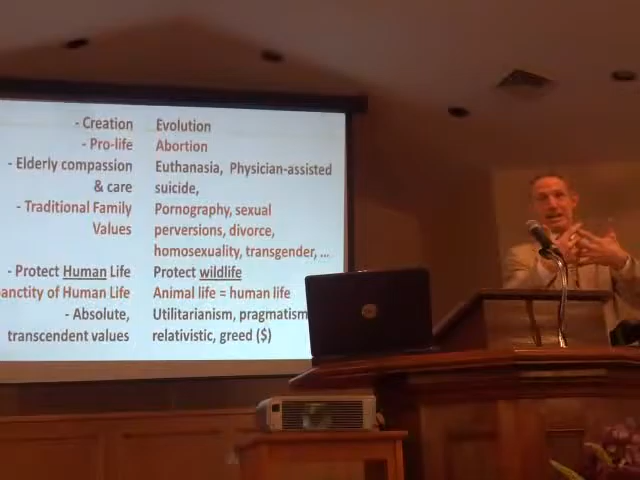 - Creation Evolution
- Pro-life Abortion
- Elderly compassion Euthanasia, Physician-assisted
& care suicide,
- Traditional Family Pornography, sexual
Values perversions, divorce,
homosexuality, transgender, ...
- Protect Human Life Protect wildlife
anctity of Human Life Animal life = human life
- Absolute, Utilitarianism, pragmatism
transcendent values relativistic, greed ($)